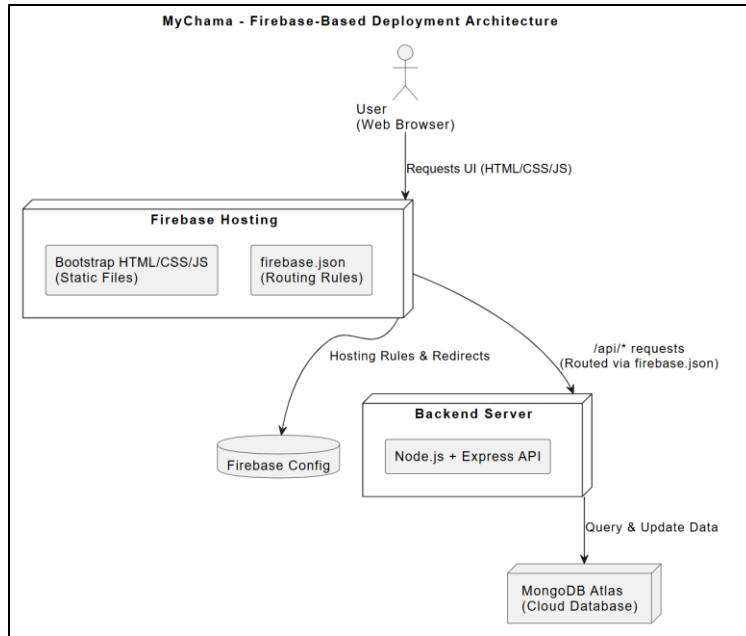 MyChama - Firebase-Based Deployment Architecture
User
(Web Browser)
Requests UI (HTML/CSS/JS)
Firebase Hosting
Bootstrap HTML/CSS/JS
(Static Files)
firebase.json
(Routing Rules)
Hosting Rules & Redirects
/api/* requests
(Routed via firebase.json)
Firebase Config
Backend Server
Node.js + Express API
Query & Update Data
MongoDB Atlas
(Cloud Database)